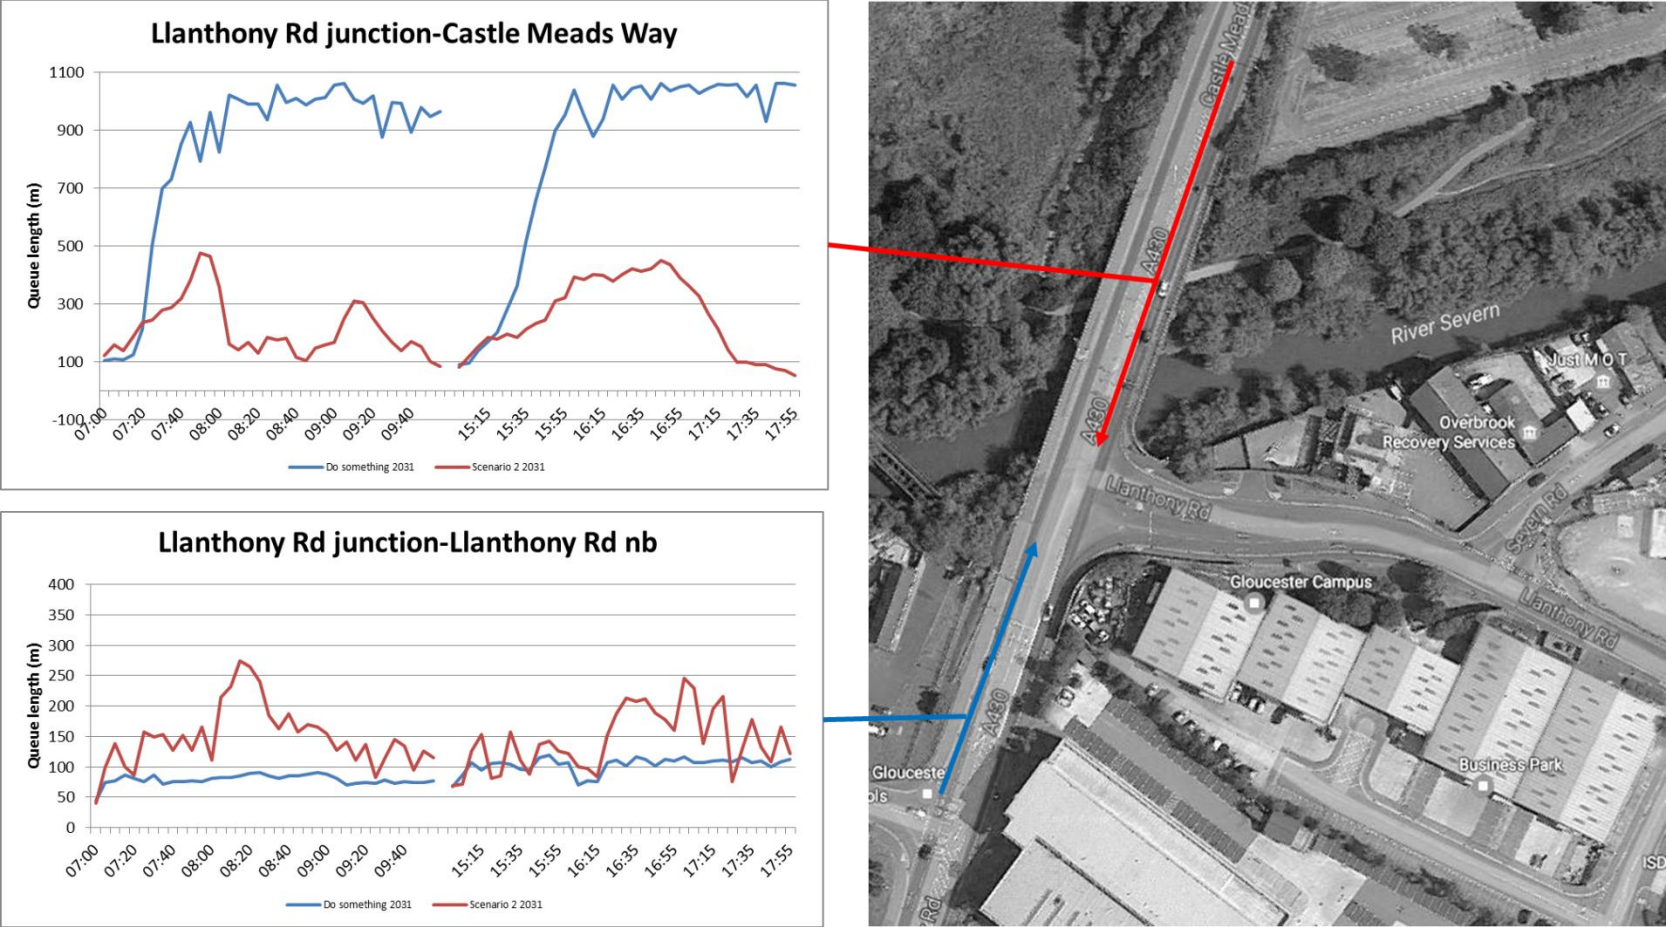 Llanthony Rd junction-Castle Meads Way
Queue length (m)
1100
900
700
500
300
100
-100
07:00
07:20
07:40
08:00
08:20
08:40
09:00
09:20
09:40
15:15
15:35
15:55
16:15
16:35
16:55
17:15
17:35
17:55
Do something 2031
Scenario 2 2031
Llanthony Rd junction-Llanthony Rd nb
Queue length (m)
400
350
300
250
200
150
100
50
0
07:00
07:20
07:40
08:00
08:20
08:40
09:00
09:20
09:40
15:15
15:35
15:55
16:15
16:35
16:55
17:15
17:35
17:55
Do something 2031
Scenario 2 2031
Castle Mead
A430
River Severn
Just M O T
A430
Overbrook
Recovery Services
Llanthony Rd
Severn Rd
Gloucester Campus
Llanthony Rd
A430
Business Park
Glouceste
ols
ISD
Rd